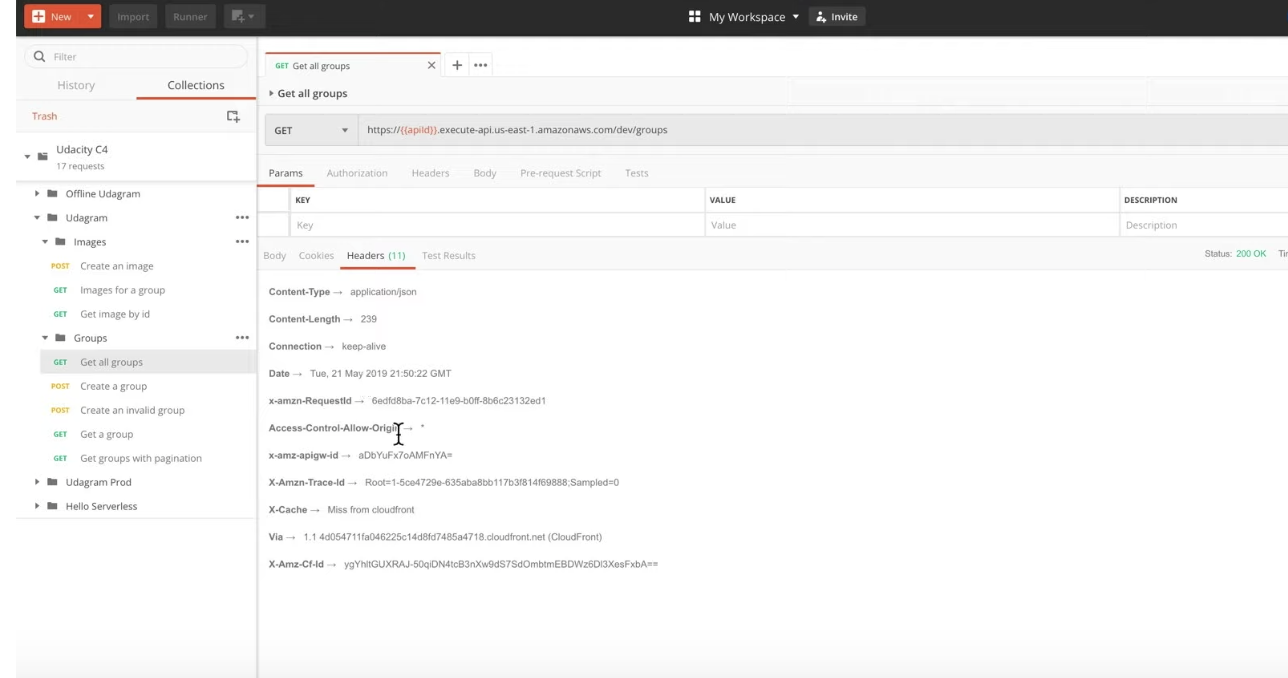 New Import Runner My Workspace Invite
Filter
History Collections
Trash
Udacity C4
17 requests
Offline Udagram
Udagram
Images
POST Create an image
GET Images for a group
GET Get image by id
Groups
GET Get all groups
POST Create a group
POST Create an invalid group
GET Get a group
GET Get groups with pagination
Udagram Prod
Hello Serverless
GET Get all groups
Get all groups
GET https://{{apiId}}.execute-api.us-east-1.amazonaws.com/dev/groups
Params Authorization Headers Body Pre-request Script Tests
KEY VALUE DESCRIPTION
Key Value Description
Body Cookies Headers (11) Test Results Status: 200 OK
Content-Type → application/json
Content-Length → 239
Connection → keep-alive
Date → Tue, 21 May 2019 21:50:22 GMT
x-amzn-RequestId → 6edfd8ba-7c12-11e9-b0ff-8b6c23132ed1
Access-Control-Allow-Origin → *
x-amz-apigw-id → aDbYuFx7oAMFnYA=
X-Amzn-Trace-Id → Root=1-5ce4729e-635aba8bb117b3f814f69888;Sampled=0
X-Cache → Miss from cloudfront
Via → 1.1 4d054711fa046225c14d8fd7485a4718.cloudfront.net (CloudFront)
X-Amz-Cf-Id →